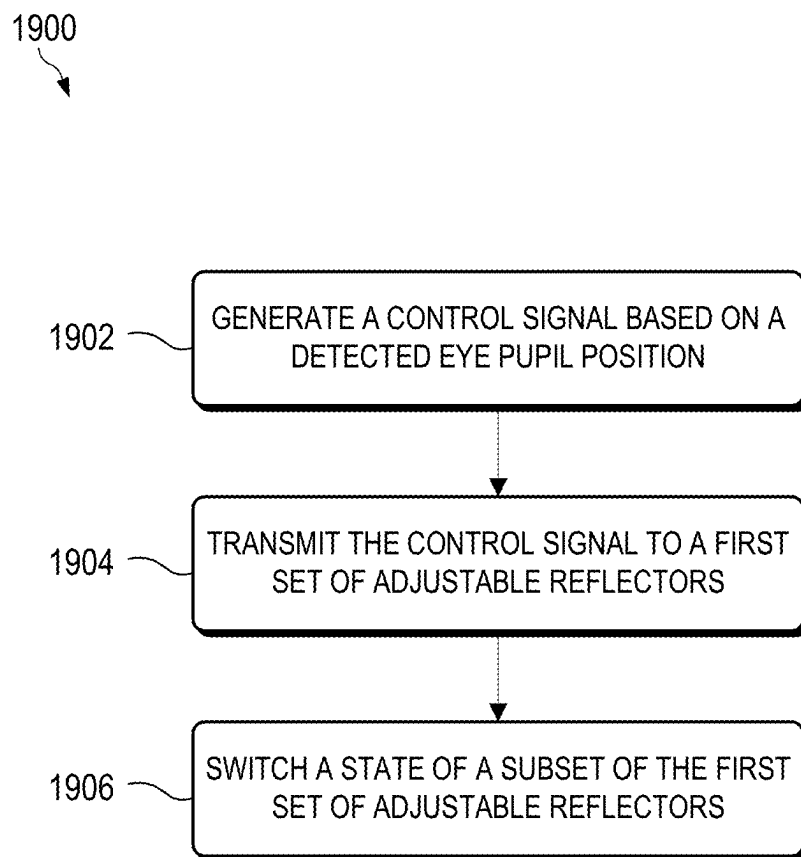 1900
1902
GENERATE A CONTROL SIGNAL BASED ON A
DETECTED EYE PUPIL POSITION
1904
TRANSMIT THE CONTROL SIGNAL TO A FIRST
SET OF ADJUSTABLE REFLECTORS
1906
SWITCH A STATE OF A SUBSET OF THE FIRST
SET OF ADJUSTABLE REFLECTORS